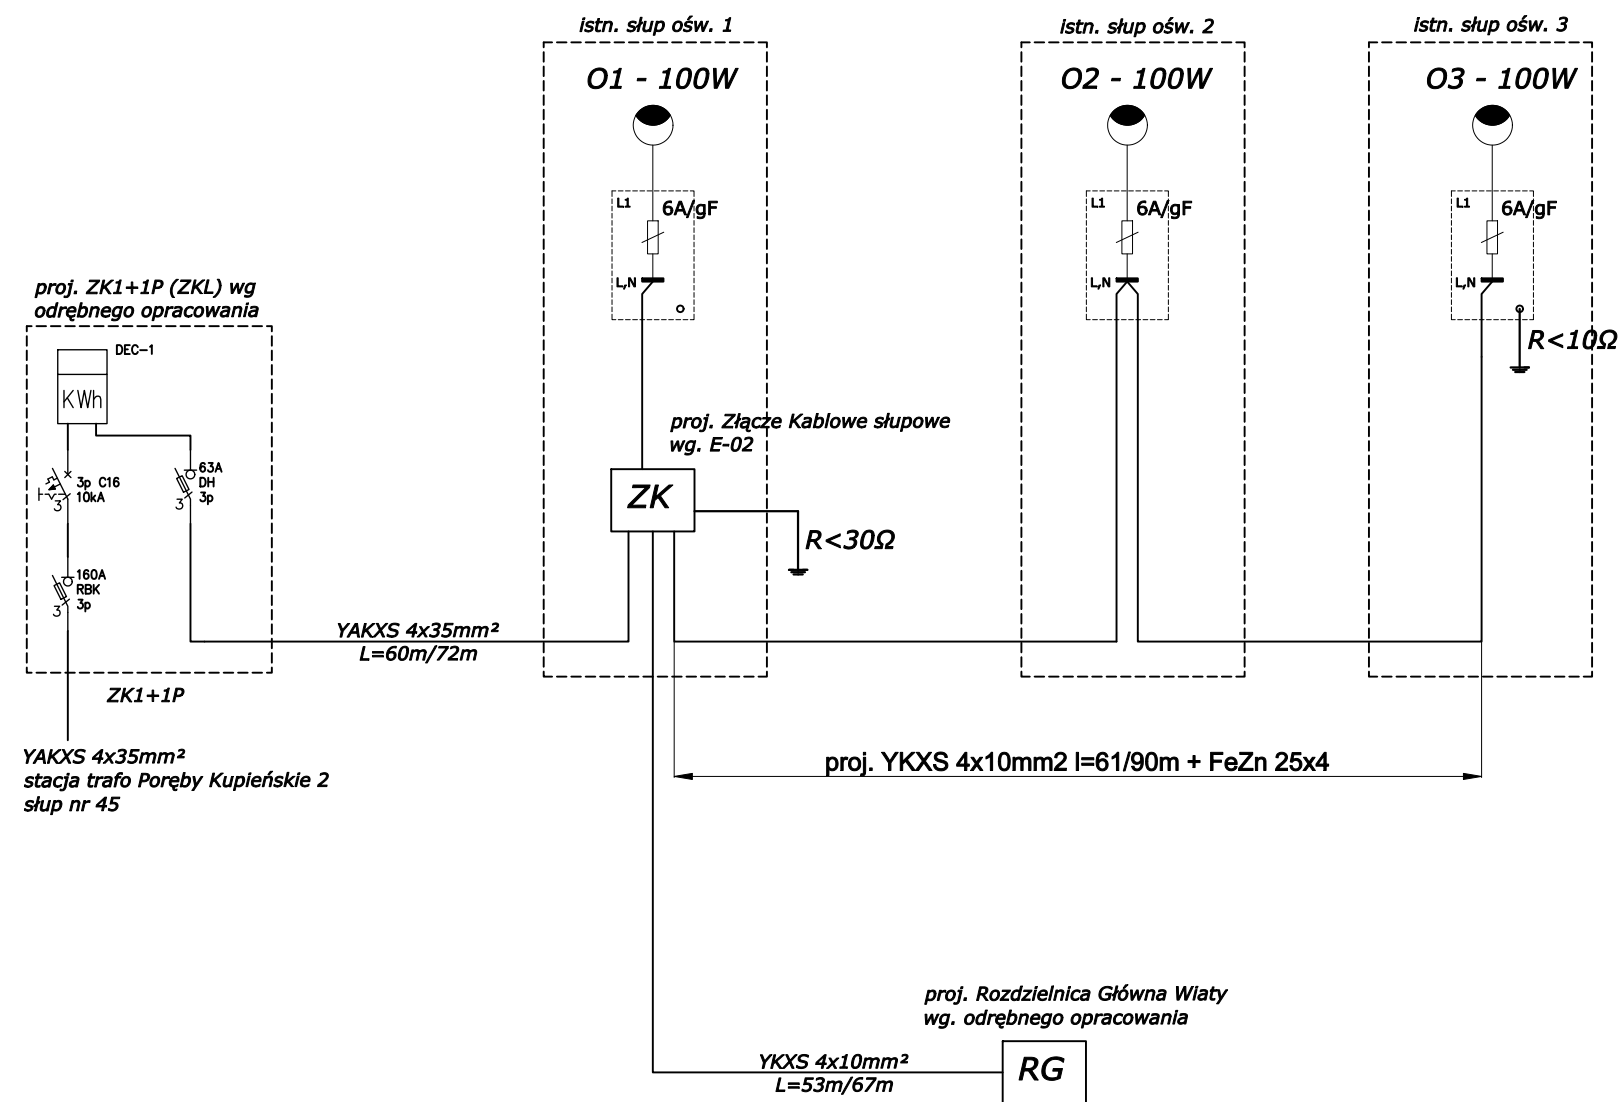 istn. słup ośw. 1
istn. słup ośw. 2
istn. słup ośw. 3
O1 - 100W
O2 - 100W
O3 - 100W
L1
6A/gF
L1
6A/gF
L1
6A/gF
L,N
L,N
L,N
R<10Ω
proj. ZK1+1P (ZKL) wg
odrębnego opracowania
DEC-1
KWh
3p C16
10kA
3
63A
DH
3p
3
160A
RBK
3p
3
proj. Złącze Kablowe słupowe
wg. E-02
ZK
R<30Ω
YAKXS 4x35mm²
L=60m/72m
ZK1+1P
YAKXS 4x35mm²
stacja trafo Poręby Kupieńskie 2
słup nr 45
proj. YKXS 4x10mm2 l=61/90m + FeZn 25x4
proj. Rozdzielnica Główna Wiaty
wg. odrębnego opracowania
YKXS 4x10mm²
L=53m/67m
RG